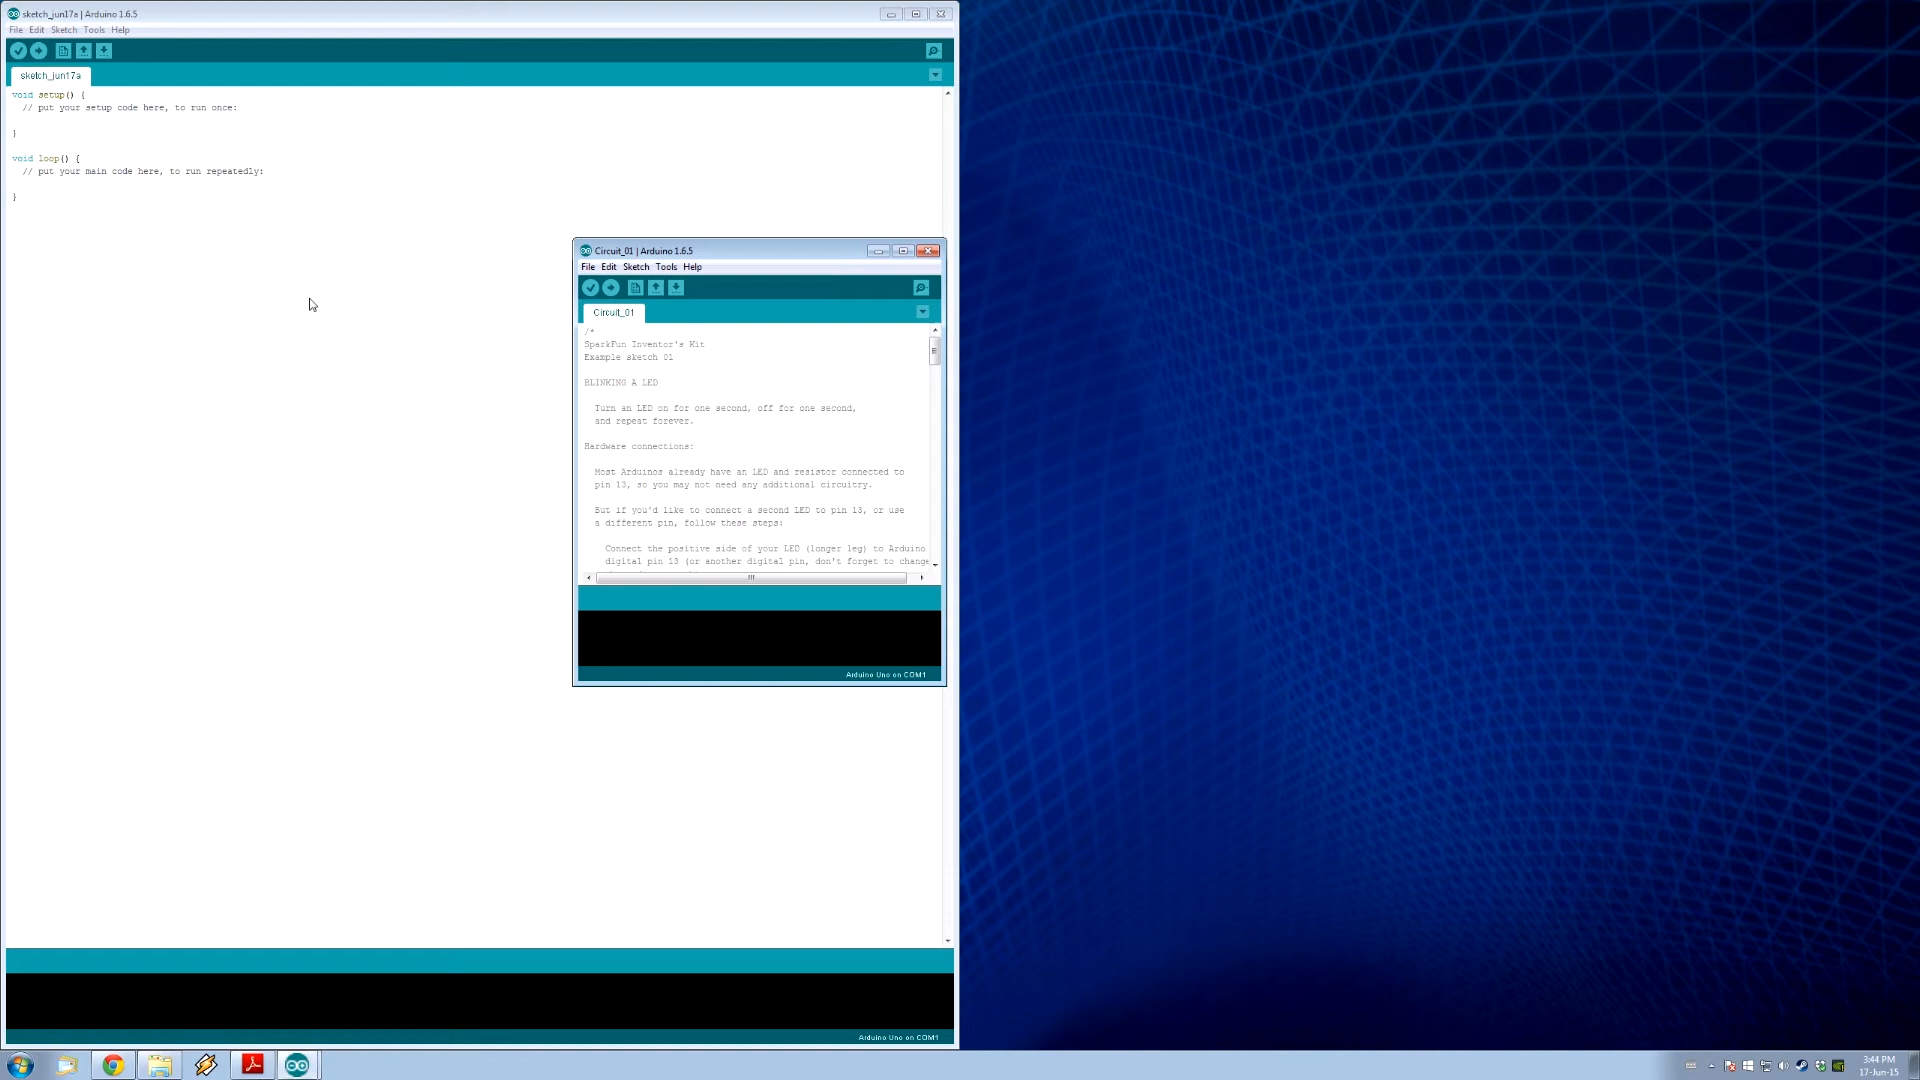 sketch_jun17a | Arduino 1.6.5
File Edit Sketch Tools Help
sketch_jun17a
void setup() {
// put your setup code here, to run once:
}
void loop() {
// put your main code here, to run repeatedly:
}
Circuit_01 | Arduino 1.6.5
File Edit Sketch Tools Help
Circuit_01
/*
SparkFun Inventor's Kit
Example sketch 01
BLINKING A LED
Turn an LED on for one second, off for one second,
and repeat forever.
Hardware connections:
Most Arduinos already have an LED and resistor connected to
pin 13, so you may not need any additional circuitry.
But if you'd like to connect a second LED to pin 13, or use
a different pin, follow these steps:
Connect the positive side of your LED (longer leg) to Arduino
digital pin 13 (or another digital pin, don't forget to change
Arduino Uno on COM1
Arduino Uno on COM1
3:44 PM
17-Jun-15